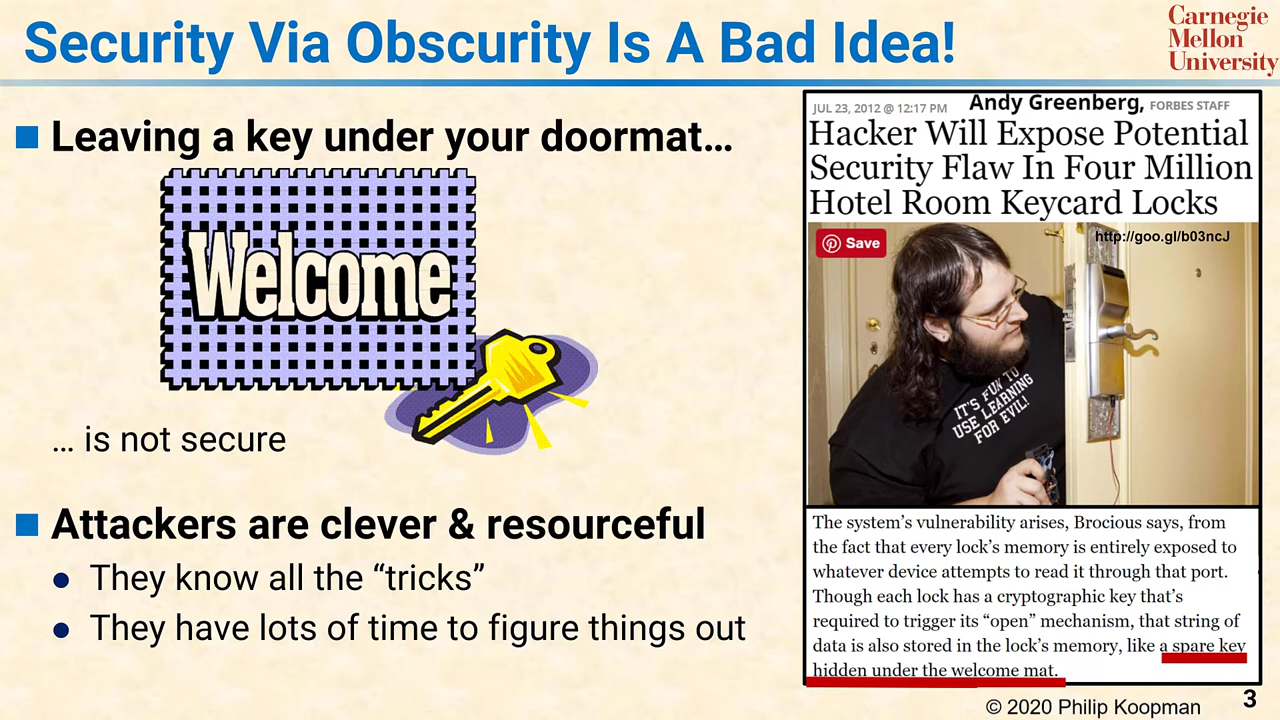 Security Via Obscurity Is A Bad Idea!
Carnegie
Mellon
University
Leaving a key under your doormat…
Welcome
… is not secure
Attackers are clever & resourceful
They know all the “tricks”
They have lots of time to figure things out
JUL 23, 2012 @ 12:17 PM Andy Greenberg, FORBES STAFF
Hacker Will Expose Potential
Security Flaw In Four Million
Hotel Room Keycard Locks
Save
http://goo.gl/b03ncJ
IT'S FUN TO
USE LEARNING
FOR EVIL!
The system’s vulnerability arises, Brocious says, from
the fact that every lock’s memory is entirely exposed to
whatever device attempts to read it through that port.
Though each lock has a cryptographic key that’s
required to trigger its “open” mechanism, that string of
data is also stored in the lock’s memory, like a spare key
hidden under the welcome mat.
© 2020 Philip Koopman
3